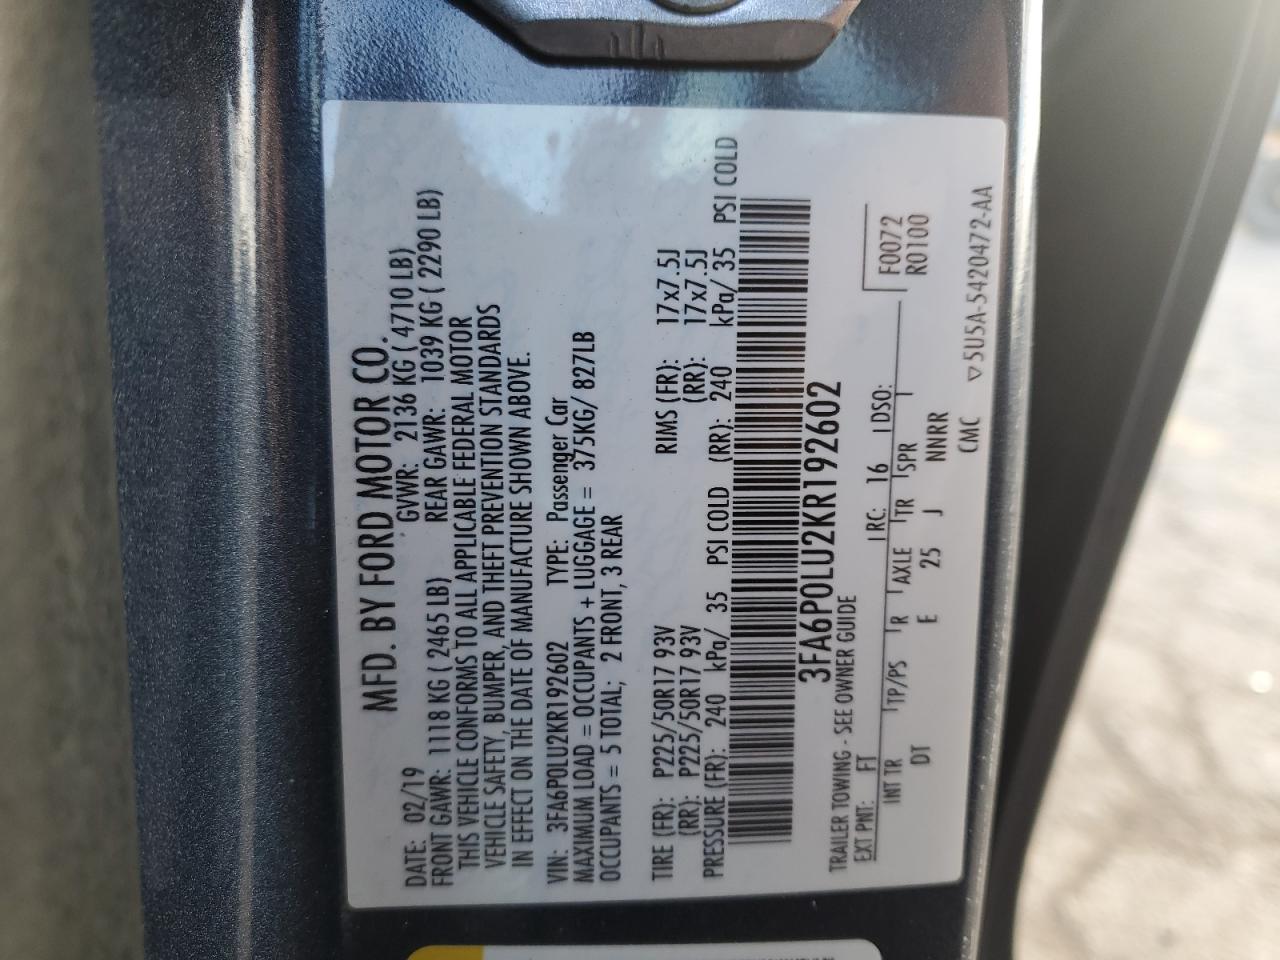 MFD. BY FORD MOTOR CO.
DATE: 02/19 GVWR: 2136 KG ( 4710 LB)
FRONT GAWR: 1118 KG ( 2465 LB) REAR GAWR: 1039 KG ( 2290 LB)
THIS VEHICLE CONFORMS TO ALL APPLICABLE FEDERAL MOTOR
VEHICLE SAFETY, BUMPER, AND THEFT PREVENTION STANDARDS
IN EFFECT ON THE DATE OF MANUFACTURE SHOWN ABOVE.
VIN: 3FA6P0LU2KR192602 TYPE: Passenger Car
MAXIMUM LOAD = OCCUPANTS + LUGGAGE = 375KG/ 827LB
OCCUPANTS = 5 TOTAL; 2 FRONT, 3 REAR
TIRE (FR): P225/50R17 93V RIMS (FR): 17x7.5J
(RR): P225/50R17 93V (RR): 17x7.5J
PRESSURE (FR): 240 kPa/ 35 PSI COLD (RR): 240 kPa/ 35 PSI COLD
3FA6P0LU2KR192602
TRAILER TOWING - SEE OWNER GUIDE
EXT PNT: FT RC: 16 DSO: F0072
R0100
INT TR TP/PS R AXLE TR SPR
DT E 25 J NNRR
CMC ▽5U5A-5420472-AA